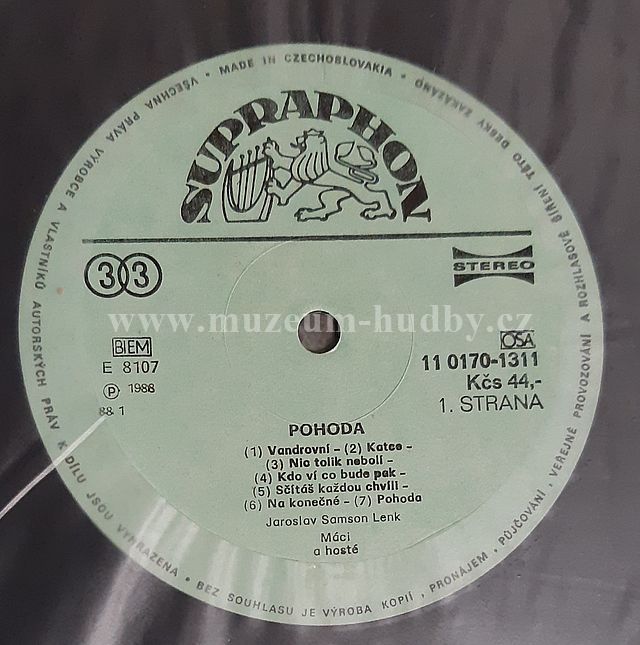 SUPRAPHON
33
STEREO
BIEM
E 8107
Ⓟ 1988
88 1
OSA
11 0170-1311
Kčs 44,-
1. STRANA
www.muzeum-hudby.cz
POHODA
(1) Vandrovní – (2) Katce –
(3) Nic tolik nebolí –
(4) Kdo ví co bude pak –
(5) Sčítáš každou chvíli –
(6) Na konečné – (7) Pohoda
Jaroslav Samson Lenk
Máci
a hosté
MADE IN CZECHOSLOVAKIA • VŠECHNA PRÁVA VÝROBCE A VLASTNÍKŮ AUTORSKÝCH PRÁV K DÍLU JSOU VYHRAZENA • BEZ SOUHLASU JE VÝROBA KOPIÍ, PRONÁJEM, PŮJČOVÁNÍ, VEŘEJNÉ PROVOZOVÁNÍ A ROZHLASOVÉ ŠÍŘENÍ TÉTO DESKY ZAKÁZÁNO •